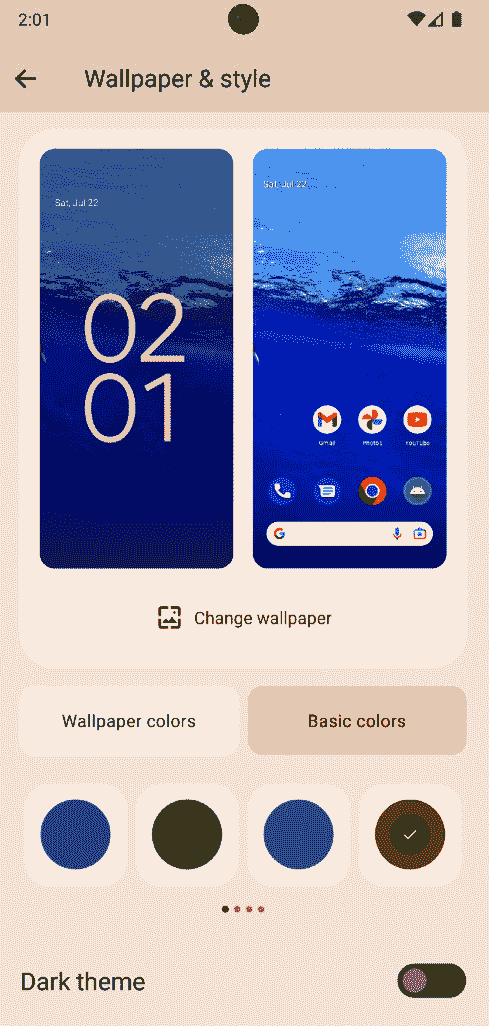 2:01
Wallpaper & style
Sat, Jul 22
02
01
Sat, Jul 22
Gmail
Photos
YouTube
Change wallpaper
Wallpaper colors
Basic colors
Dark theme